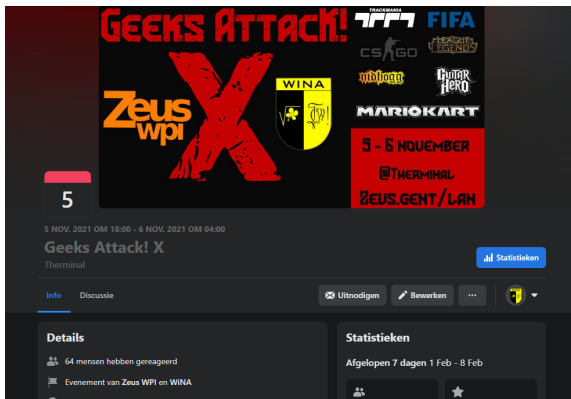 GEEKS ATTACK!
X
Zeus
WPI
WINA
TRACKMANIA
FIFA
CS GO
LEAGUE OF
LEGENDS
nidhogg
GUITAR
HERO
MARIOKART
5 - 6 NOVEMBER
@THERMINAL
ZEUS.GENT/LAN
5
5 NOV. 2021 OM 18:00 - 6 NOV. 2021 OM 04:00
Geeks Attack! X
Therminal
Statistieken
Info Discussie
Uitnodigen Bewerken ...
Details
64 mensen hebben gereageerd
Evenement van Zeus WPI en WiNA
Statistieken
Afgelopen 7 dagen 1 Feb - 8 Feb